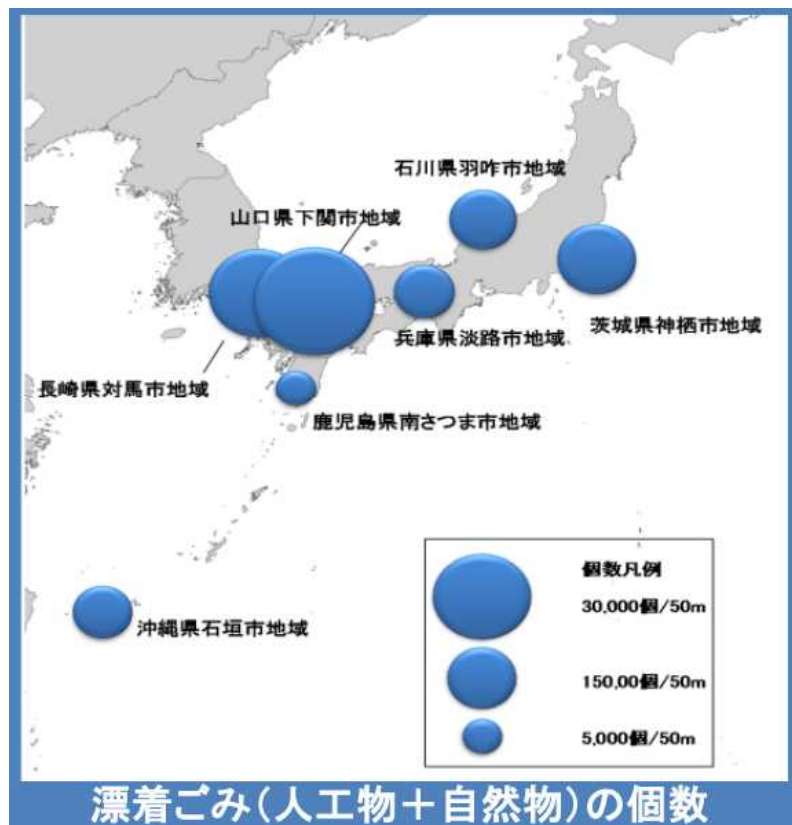 石川県羽咋市地域
山口県下関市地域
茨城県神栖市地域
兵庫県淡路市地域
長崎県対馬市地域
鹿児島県南さつま市地域
沖縄県石垣市地域
個数凡例
30,000個/50m
150,00個/50m
5,000個/50m
漂着ごみ(人工物＋自然物)の個数